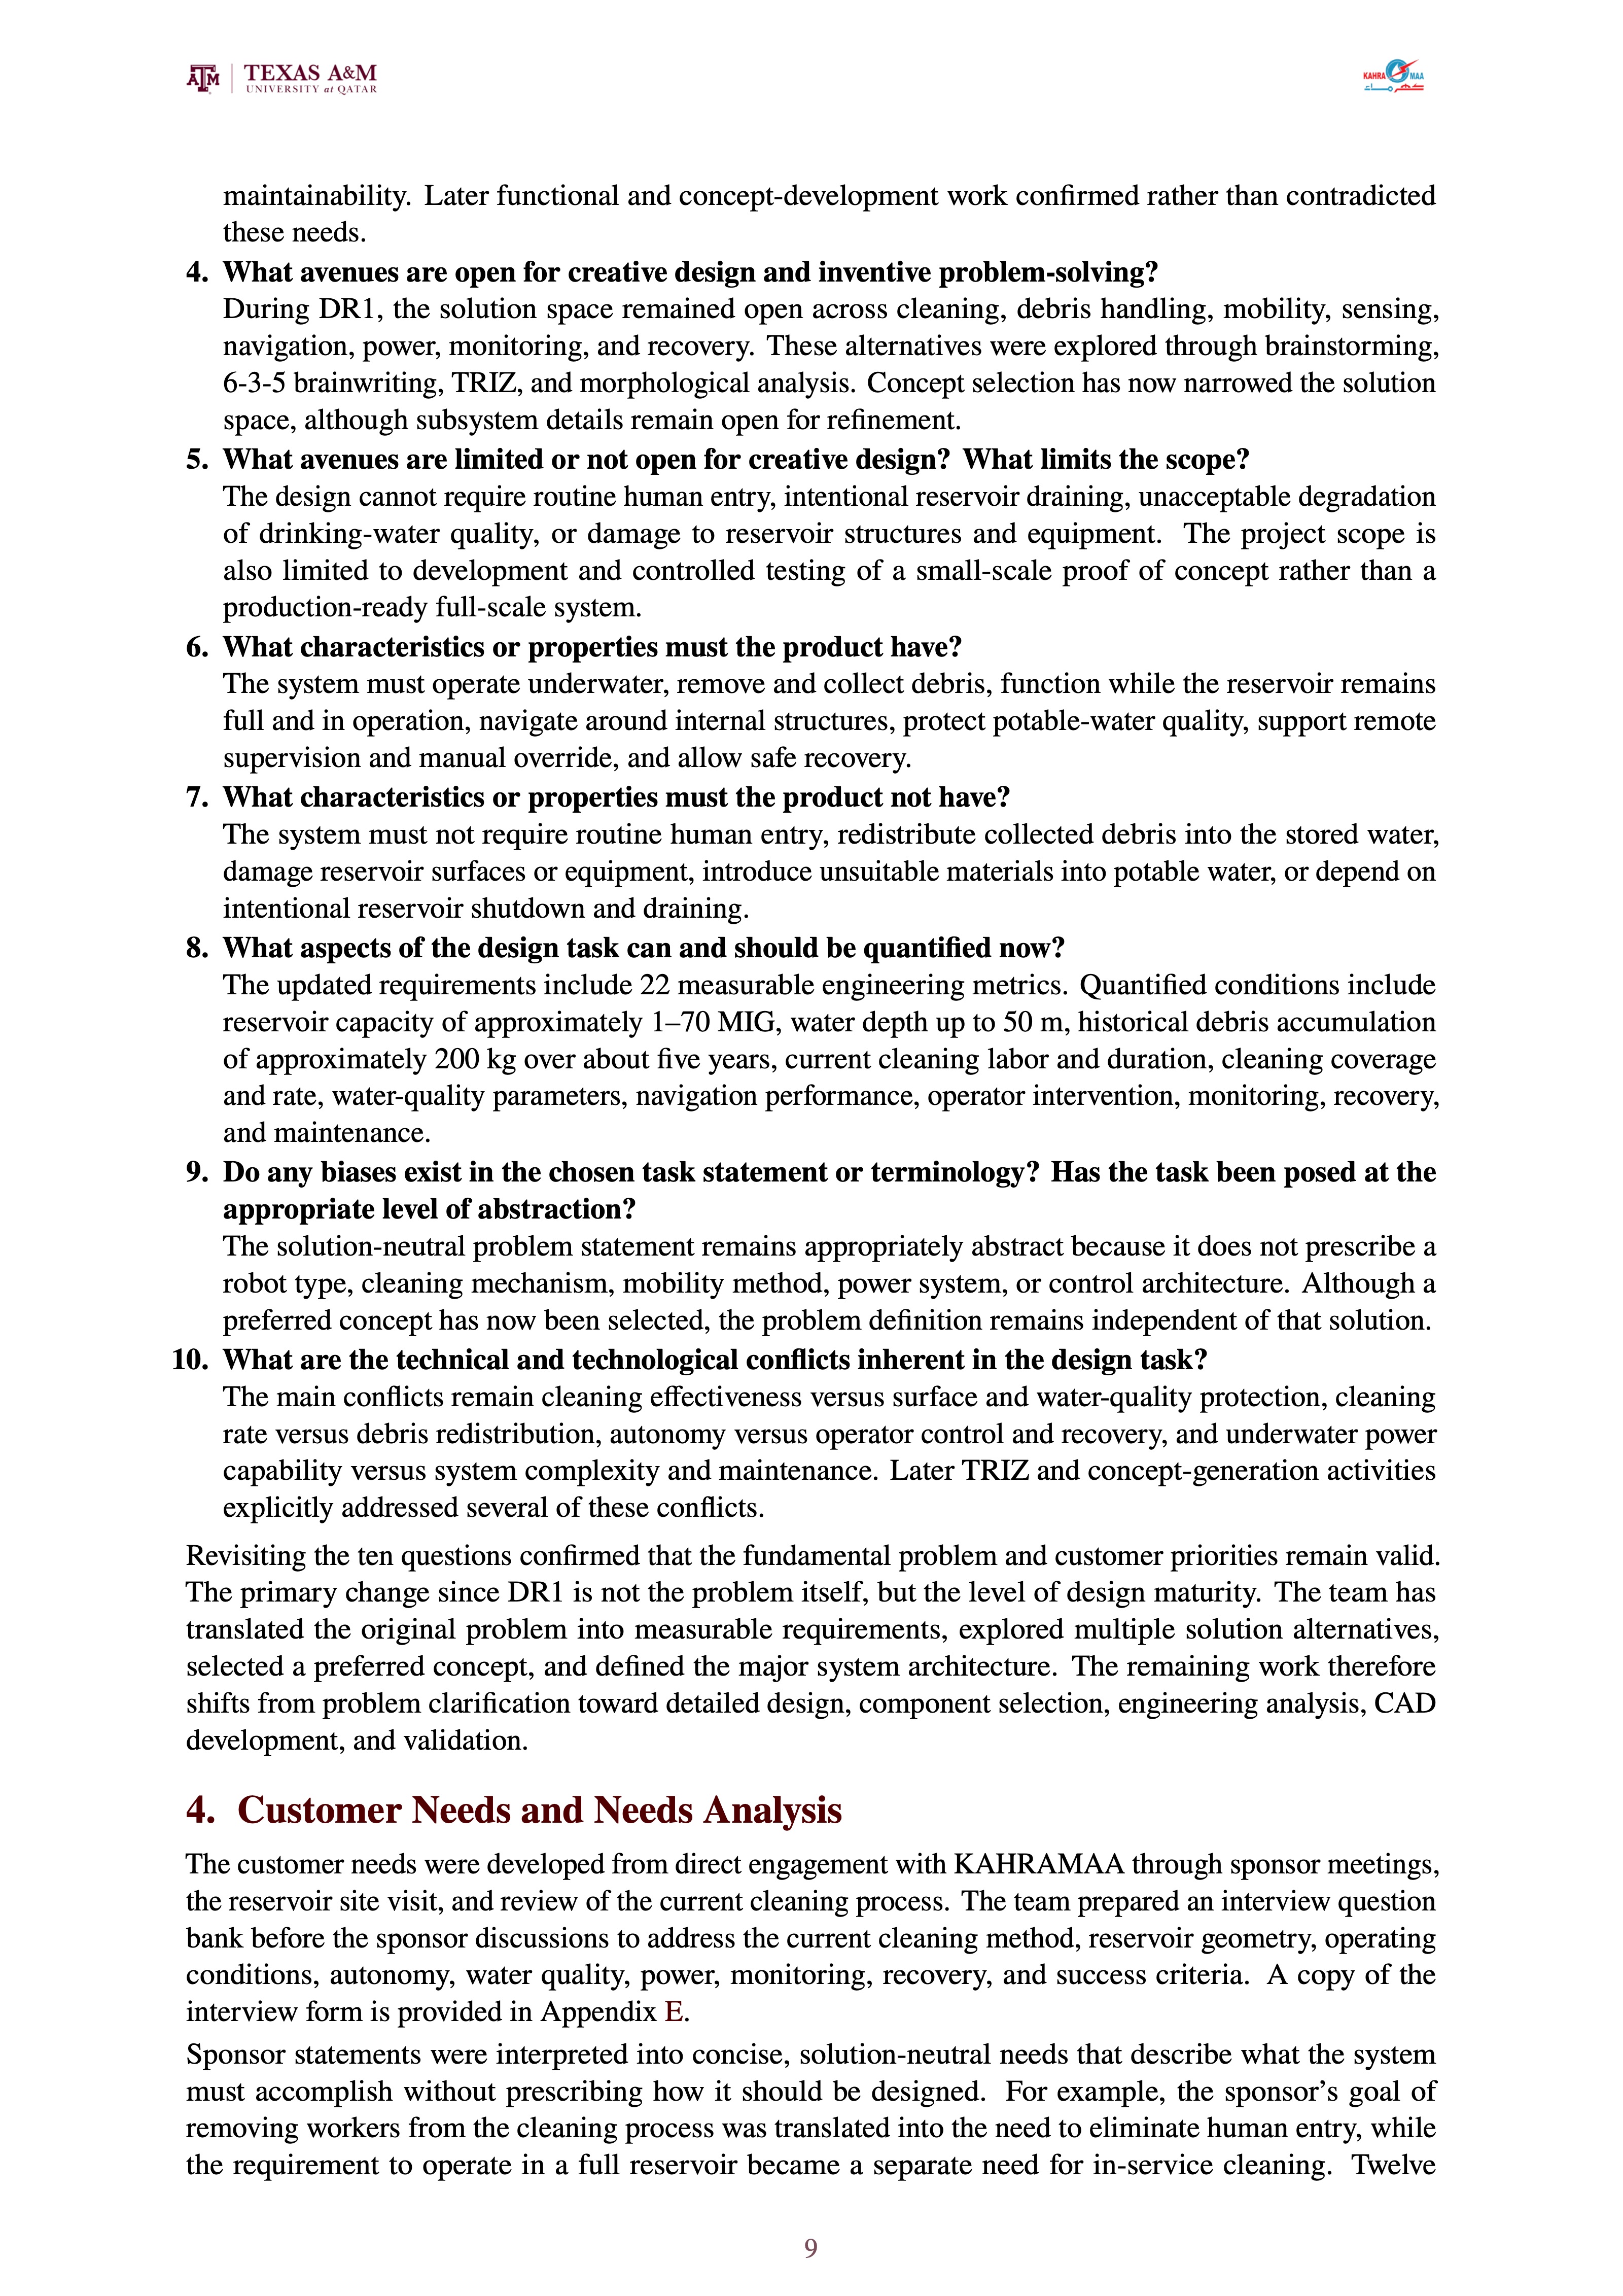 TEXAS A&M
UNIVERSITY at QATAR
KAHRA MAA
كهرماء
maintainability. Later functional and concept-development work confirmed rather than contradicted
these needs.
4. What avenues are open for creative design and inventive problem-solving?
During DR1, the solution space remained open across cleaning, debris handling, mobility, sensing,
navigation, power, monitoring, and recovery. These alternatives were explored through brainstorming,
6-3-5 brainwriting, TRIZ, and morphological analysis. Concept selection has now narrowed the solution
space, although subsystem details remain open for refinement.
5. What avenues are limited or not open for creative design? What limits the scope?
The design cannot require routine human entry, intentional reservoir draining, unacceptable degradation
of drinking-water quality, or damage to reservoir structures and equipment. The project scope is
also limited to development and controlled testing of a small-scale proof of concept rather than a
production-ready full-scale system.
6. What characteristics or properties must the product have?
The system must operate underwater, remove and collect debris, function while the reservoir remains
full and in operation, navigate around internal structures, protect potable-water quality, support remote
supervision and manual override, and allow safe recovery.
7. What characteristics or properties must the product not have?
The system must not require routine human entry, redistribute collected debris into the stored water,
damage reservoir surfaces or equipment, introduce unsuitable materials into potable water, or depend on
intentional reservoir shutdown and draining.
8. What aspects of the design task can and should be quantified now?
The updated requirements include 22 measurable engineering metrics. Quantified conditions include
reservoir capacity of approximately 1–70 MIG, water depth up to 50 m, historical debris accumulation
of approximately 200 kg over about five years, current cleaning labor and duration, cleaning coverage
and rate, water-quality parameters, navigation performance, operator intervention, monitoring, recovery,
and maintenance.
9. Do any biases exist in the chosen task statement or terminology? Has the task been posed at the
appropriate level of abstraction?
The solution-neutral problem statement remains appropriately abstract because it does not prescribe a
robot type, cleaning mechanism, mobility method, power system, or control architecture. Although a
preferred concept has now been selected, the problem definition remains independent of that solution.
10. What are the technical and technological conflicts inherent in the design task?
The main conflicts remain cleaning effectiveness versus surface and water-quality protection, cleaning
rate versus debris redistribution, autonomy versus operator control and recovery, and underwater power
capability versus system complexity and maintenance. Later TRIZ and concept-generation activities
explicitly addressed several of these conflicts.
Revisiting the ten questions confirmed that the fundamental problem and customer priorities remain valid.
The primary change since DR1 is not the problem itself, but the level of design maturity. The team has
translated the original problem into measurable requirements, explored multiple solution alternatives,
selected a preferred concept, and defined the major system architecture. The remaining work therefore
shifts from problem clarification toward detailed design, component selection, engineering analysis, CAD
development, and validation.
4. Customer Needs and Needs Analysis
The customer needs were developed from direct engagement with KAHRAMAA through sponsor meetings,
the reservoir site visit, and review of the current cleaning process. The team prepared an interview question
bank before the sponsor discussions to address the current cleaning method, reservoir geometry, operating
conditions, autonomy, water quality, power, monitoring, recovery, and success criteria. A copy of the
interview form is provided in Appendix E.
Sponsor statements were interpreted into concise, solution-neutral needs that describe what the system
must accomplish without prescribing how it should be designed. For example, the sponsor's goal of
removing workers from the cleaning process was translated into the need to eliminate human entry, while
the requirement to operate in a full reservoir became a separate need for in-service cleaning. Twelve
9